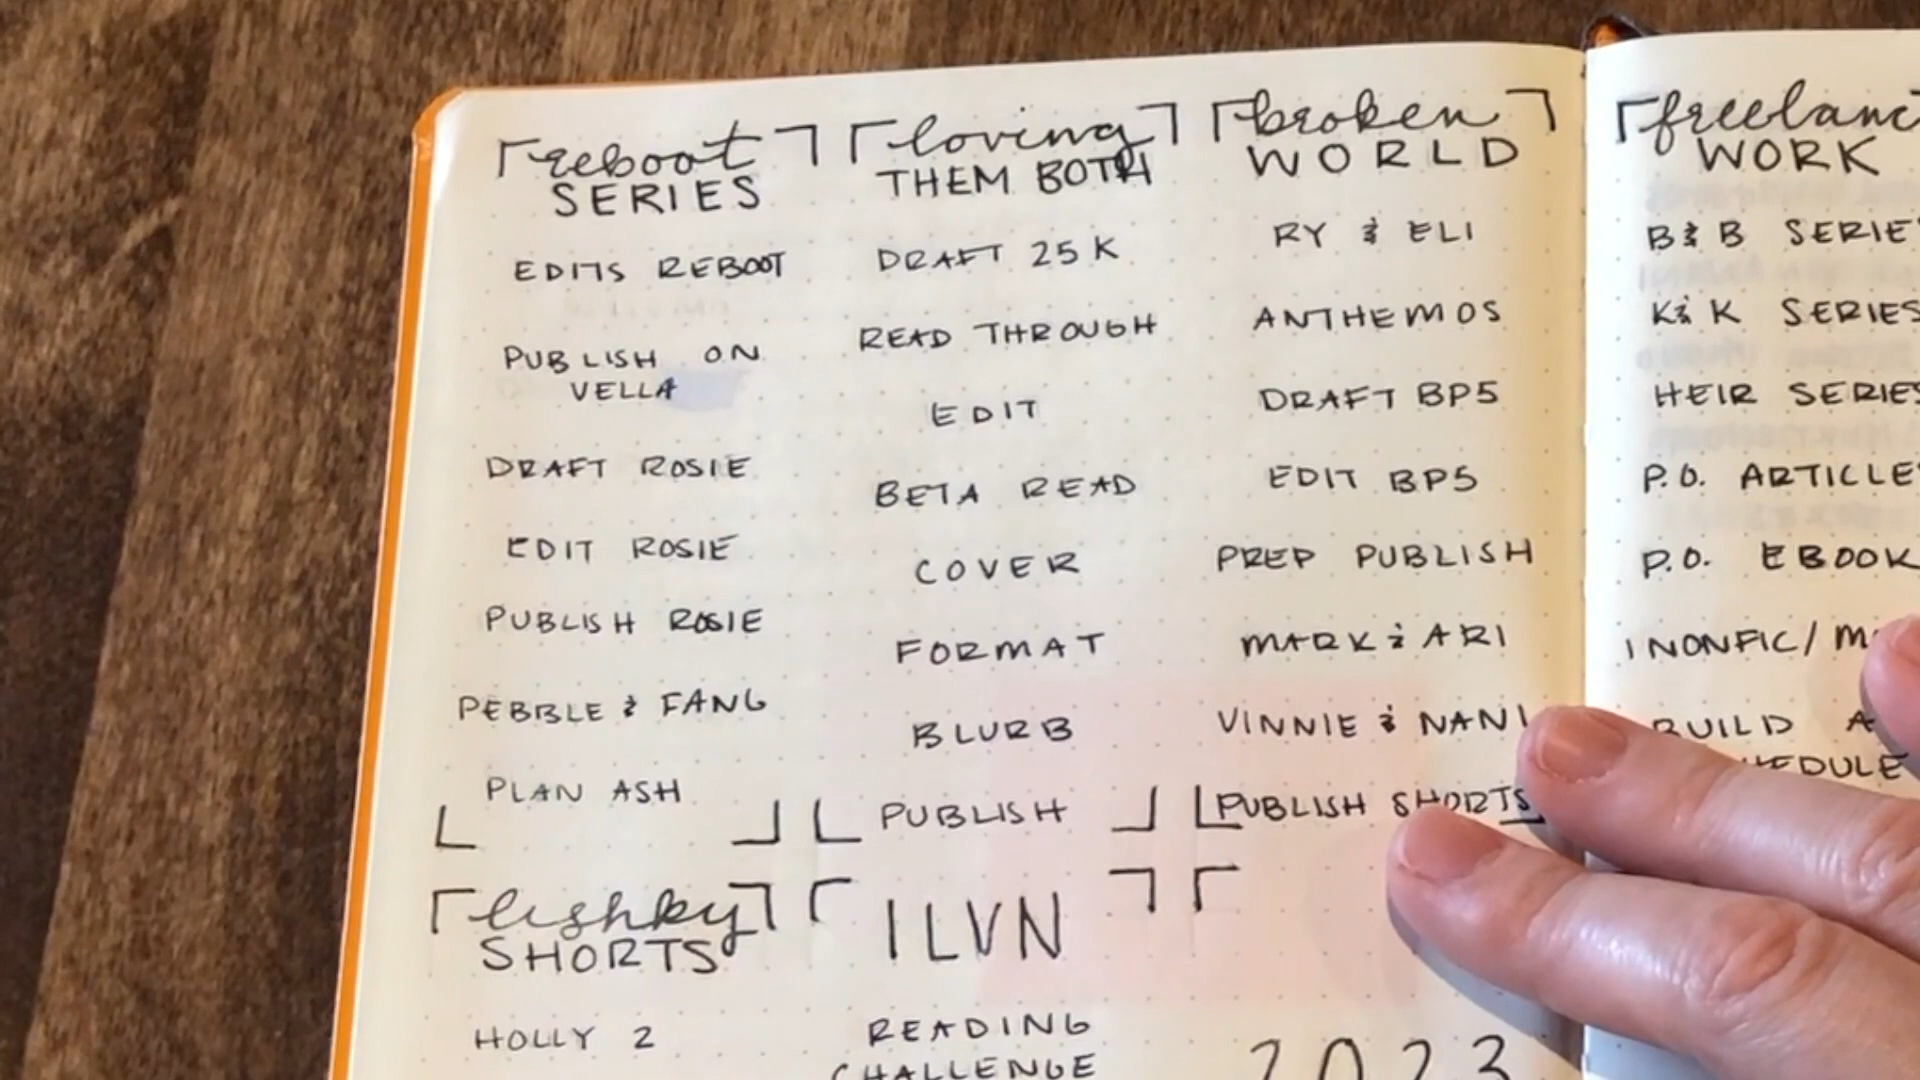 reboot
SERIES
EDITS REBOOT
PUBLISH ON
VELLA
DRAFT ROSIE
EDIT ROSIE
PUBLISH ROSIE
PEBBLE & FANG
PLAN ASH
loving
THEM BOTH
DRAFT 25K
READ THROUGH
EDIT
BETA READ
COVER
FORMAT
BLURB
PUBLISH
broken
WORLD
RY & ELI
ANTHEMOS
DRAFT BP5
EDIT BP5
PREP PUBLISH
MARK & ARI
VINNIE & NANI
PUBLISH SHORTS
SHORTS
HOLLY 2
ILVN
READING
CHALLENGE
2023
WORK
B&B
K&K SERIES
HEIR SERIES
P.O.
P.O. EBOOK
1 NONFIC/
BUILD